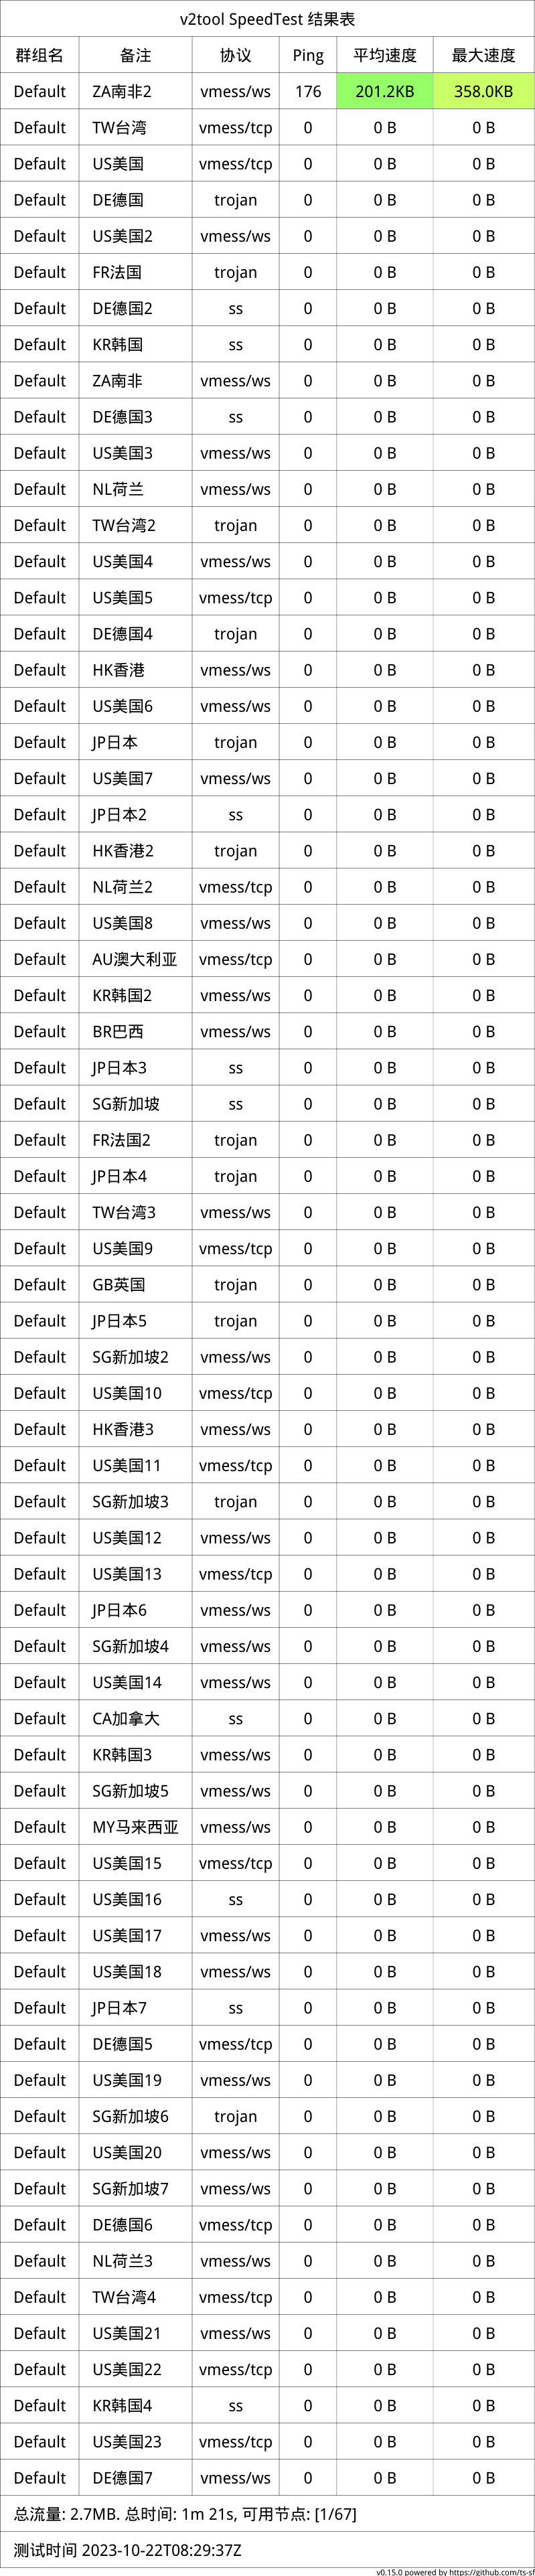 v2tool SpeedTest 结果表
群组名 备注 协议 Ping 平均速度 最大速度
Default ZA南非2 vmess/ws 176 201.2KB 358.0KB
Default TW台湾 vmess/tcp 0 0 B 0 B
Default US美国 vmess/tcp 0 0 B 0 B
Default DE德国 trojan 0 0 B 0 B
Default US美国2 vmess/ws 0 0 B 0 B
Default FR法国 trojan 0 0 B 0 B
Default DE德国2 ss 0 0 B 0 B
Default KR韩国 ss 0 0 B 0 B
Default ZA南非 vmess/ws 0 0 B 0 B
Default DE德国3 ss 0 0 B 0 B
Default US美国3 vmess/ws 0 0 B 0 B
Default NL荷兰 vmess/ws 0 0 B 0 B
Default TW台湾2 trojan 0 0 B 0 B
Default US美国4 vmess/ws 0 0 B 0 B
Default US美国5 vmess/tcp 0 0 B 0 B
Default DE德国4 trojan 0 0 B 0 B
Default HK香港 vmess/ws 0 0 B 0 B
Default US美国6 vmess/ws 0 0 B 0 B
Default JP日本 trojan 0 0 B 0 B
Default US美国7 vmess/ws 0 0 B 0 B
Default JP日本2 ss 0 0 B 0 B
Default HK香港2 trojan 0 0 B 0 B
Default NL荷兰2 vmess/tcp 0 0 B 0 B
Default US美国8 vmess/ws 0 0 B 0 B
Default AU澳大利亚 vmess/tcp 0 0 B 0 B
Default KR韩国2 vmess/ws 0 0 B 0 B
Default BR巴西 vmess/ws 0 0 B 0 B
Default JP日本3 ss 0 0 B 0 B
Default SG新加坡 ss 0 0 B 0 B
Default FR法国2 trojan 0 0 B 0 B
Default JP日本4 trojan 0 0 B 0 B
Default TW台湾3 vmess/ws 0 0 B 0 B
Default US美国9 vmess/tcp 0 0 B 0 B
Default GB英国 trojan 0 0 B 0 B
Default JP日本5 trojan 0 0 B 0 B
Default SG新加坡2 vmess/ws 0 0 B 0 B
Default US美国10 vmess/tcp 0 0 B 0 B
Default HK香港3 vmess/ws 0 0 B 0 B
Default US美国11 vmess/tcp 0 0 B 0 B
Default SG新加坡3 trojan 0 0 B 0 B
Default US美国12 vmess/ws 0 0 B 0 B
Default US美国13 vmess/tcp 0 0 B 0 B
Default JP日本6 vmess/ws 0 0 B 0 B
Default SG新加坡4 vmess/ws 0 0 B 0 B
Default US美国14 vmess/ws 0 0 B 0 B
Default CA加拿大 ss 0 0 B 0 B
Default KR韩国3 vmess/ws 0 0 B 0 B
Default SG新加坡5 vmess/ws 0 0 B 0 B
Default MY马来西亚 vmess/ws 0 0 B 0 B
Default US美国15 vmess/tcp 0 0 B 0 B
Default US美国16 ss 0 0 B 0 B
Default US美国17 vmess/ws 0 0 B 0 B
Default US美国18 vmess/ws 0 0 B 0 B
Default JP日本7 ss 0 0 B 0 B
Default DE德国5 vmess/tcp 0 0 B 0 B
Default US美国19 vmess/ws 0 0 B 0 B
Default SG新加坡6 trojan 0 0 B 0 B
Default US美国20 vmess/ws 0 0 B 0 B
Default SG新加坡7 vmess/ws 0 0 B 0 B
Default DE德国6 vmess/tcp 0 0 B 0 B
Default NL荷兰3 vmess/ws 0 0 B 0 B
Default TW台湾4 vmess/tcp 0 0 B 0 B
Default US美国21 vmess/ws 0 0 B 0 B
Default US美国22 vmess/tcp 0 0 B 0 B
Default KR韩国4 ss 0 0 B 0 B
Default US美国23 vmess/tcp 0 0 B 0 B
Default DE德国7 vmess/ws 0 0 B 0 B
总流量: 2.7MB. 总时间: 1m 21s, 可用节点: [1/67]
测试时间 2023-10-22T08:29:37Z
v0.15.0 powered by https://github.com/ts-sf